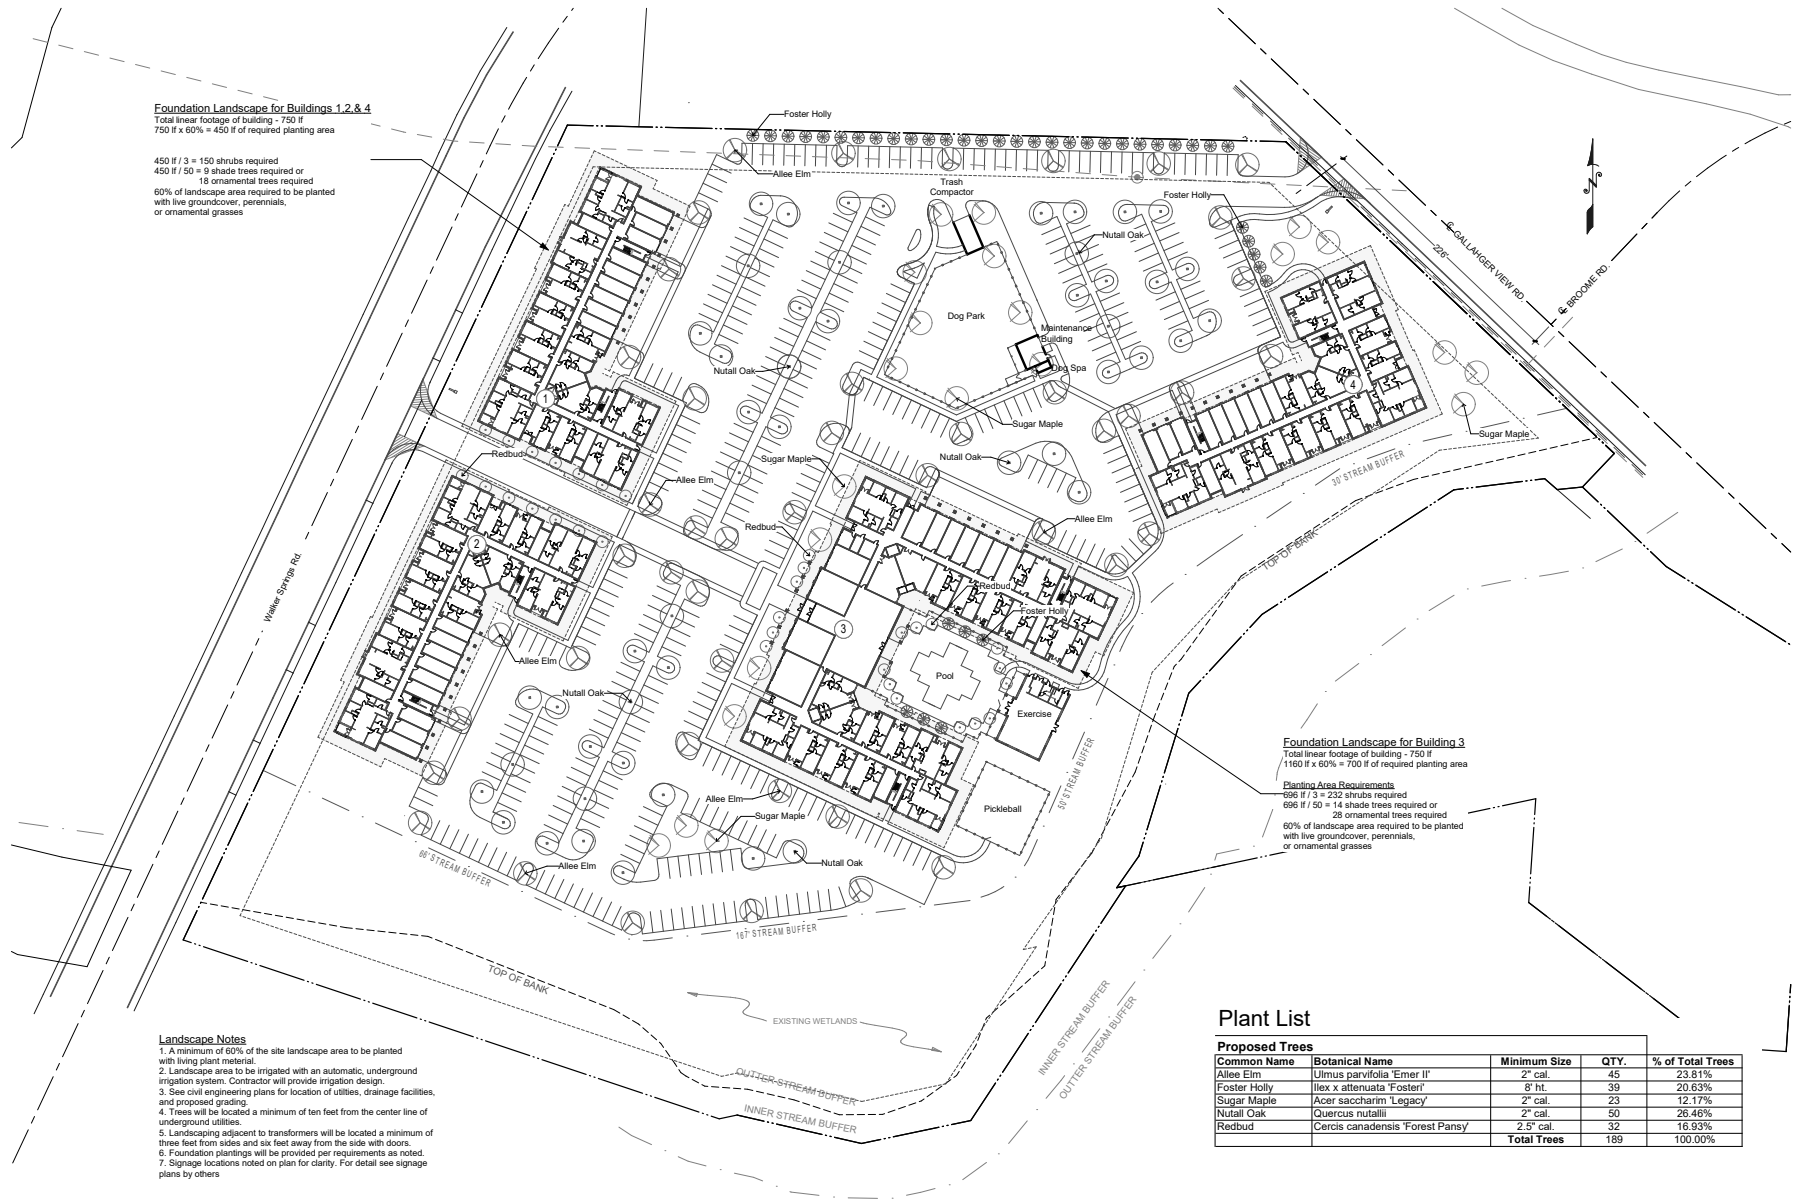 Foundation Landscape for Buildings 1,2,& 4
Total linear footage of building - 750 lf
750 lf x 60% = 450 lf of required planting area
450 lf / 3 = 150 shrubs required
450 lf / 50 = 9 shade trees required or
18 ornamental trees required
60% of landscape area required to be planted
with live groundcover, perennials,
or ornamental grasses
Foster Holly
Allee Elm
Trash
Compactor
Foster Holly
Nutall Oak
N
℄ GALLAHGER VIEW RD.
226'
℄ BROOME RD.
Dog Park
Maintenance
Building
Dog Spa
Nutall Oak
1
4
Sugar Maple
Sugar Maple
Redbud
Sugar Maple
Nutall Oak
Allee Elm
30' STREAM BUFFER
Redbud
Allee Elm
2
TOP OF BANK
Walker Springs Rd.
Redbud
Foster Holly
3
Allee Elm
Pool
Nutall Oak
Exercise
Foundation Landscape for Building 3
Total linear footage of building - 750 lf
1160 lf x 60% = 700 lf of required planting area
Planting Area Requirements
696 lf / 3 = 232 shrubs required
696 lf / 50 = 14 shade trees required or
28 ornamental trees required
60% of landscape area required to be planted
with live groundcover, perennials,
or ornamental grasses
50' STREAM BUFFER
Allee Elm
Pickleball
Sugar Maple
Nutall Oak
Allee Elm
66' STREAM BUFFER
167' STREAM BUFFER
TOP OF BANK
EXISTING WETLANDS
INNER STREAM BUFFER
OUTTER STREAM BUFFER
OUTTER STREAM BUFFER
INNER STREAM BUFFER
Landscape Notes
1. A minimum of 60% of the site landscape area to be planted
with living plant meterial.
2. Landscape area to be irrigated with an automatic, underground
irrigation system. Contractor will provide irrigation design.
3. See civil engineering plans for location of utilties, drainage facilities,
and proposed grading.
4. Trees will be located a minimum of ten feet from the center line of
underground utilities.
5. Landscaping adjacent to transformers will be located a minimum of
three feet from sides and six feet away from the side with doors.
6. Foundation plantings will be provided per requirements as noted.
7. Signage locations noted on plan for clarity. For detail see signage
plans by others
Plant List
Proposed Trees
Common Name Botanical Name Minimum Size QTY. % of Total Trees
Allee Elm Ulmus parvifolia 'Emer II' 2" cal. 45 23.81%
Foster Holly Ilex x attenuata 'Fosteri' 8' ht. 39 20.63%
Sugar Maple Acer saccharim 'Legacy' 2" cal. 23 12.17%
Nutall Oak Quercus nutallii 2" cal. 50 26.46%
Redbud Cercis canadensis 'Forest Pansy' 2.5" cal. 32 16.93%
Total Trees 189 100.00%